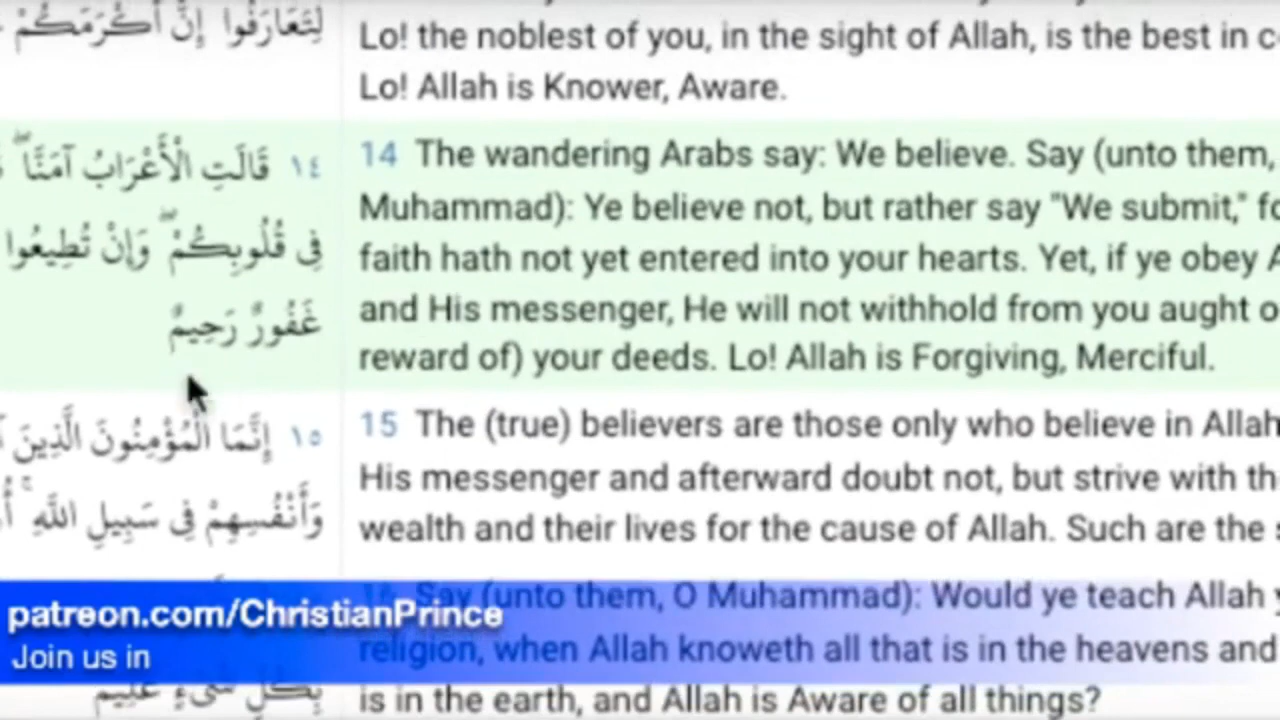 لِتَعَارَفُوا إِنَّ أَكْرَمَكُمْ
Lo! the noblest of you, in the sight of Allah, is the best in c
Lo! Allah is Knower, Aware.
١٤ قَالَتِ الْأَعْرَابُ آمَنَّا ۖ
فِي قُلُوبِكُمْ ۖ وَإِنْ تُطِيعُوا
غَفُورٌ رَحِيمٌ
14 The wandering Arabs say: We believe. Say (unto them,
Muhammad): Ye believe not, but rather say "We submit," fo
faith hath not yet entered into your hearts. Yet, if ye obey A
and His messenger, He will not withhold from you aught o
reward of) your deeds. Lo! Allah is Forgiving, Merciful.
١٥ إِنَّمَا الْمُؤْمِنُونَ الَّذِينَ
وَأَنْفُسِهِمْ فِي سَبِيلِ اللَّهِ ۚ
15 The (true) believers are those only who believe in Allah
His messenger and afterward doubt not, but strive with th
wealth and their lives for the cause of Allah. Such are the
16 Say (unto them, O Muhammad): Would ye teach Allah y
religion, when Allah knoweth all that is in the heavens and
is in the earth, and Allah is Aware of all things?
بِكُلِّ شَيْءٍ عَلِيمٌ
patreon.com/ChristianPrince
Join us in